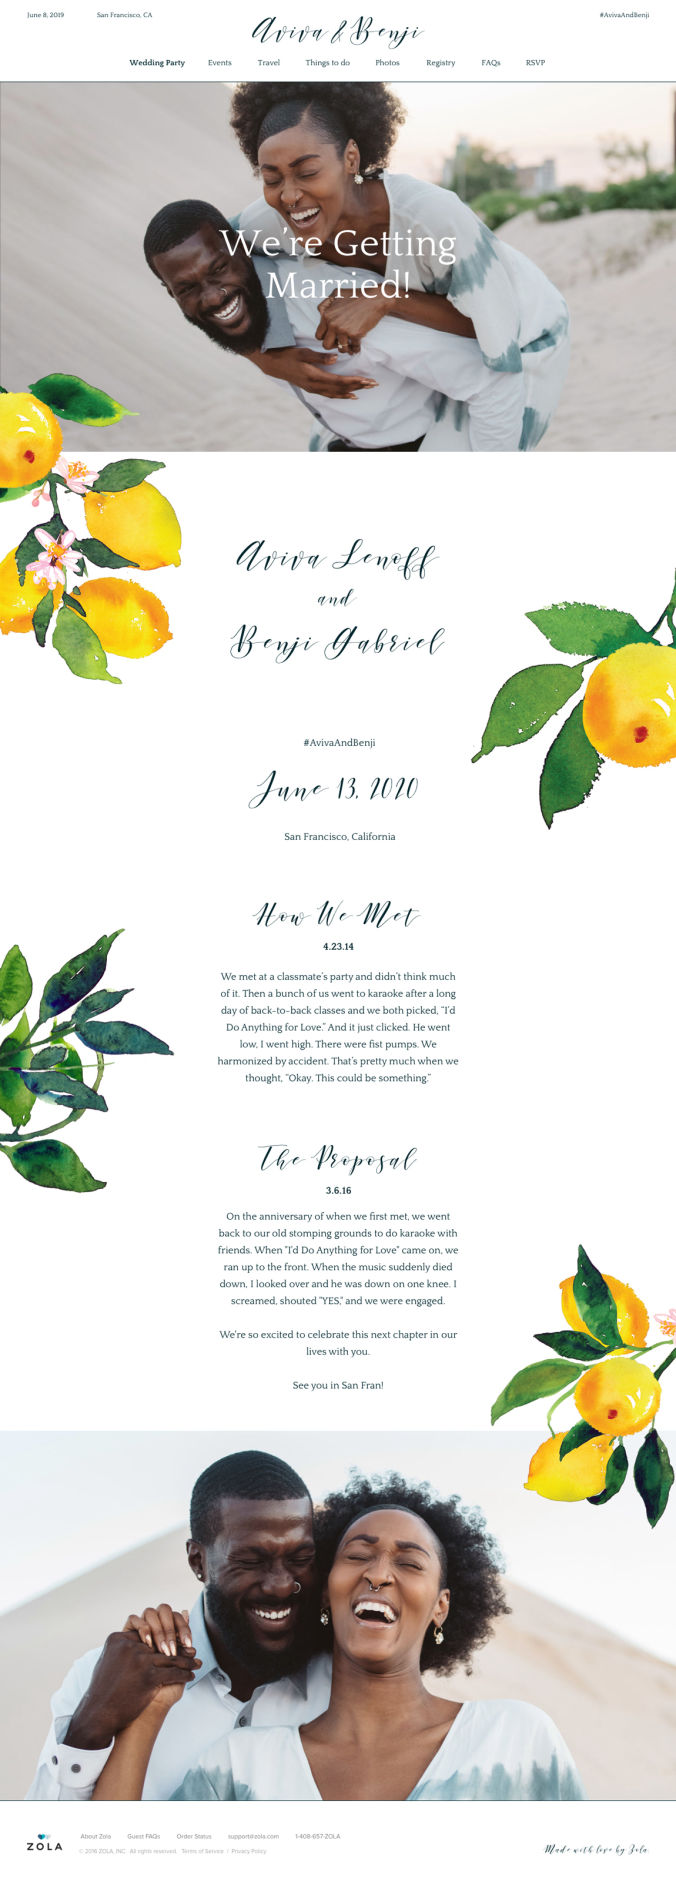 June 8, 2019
San Francisco, CA
Aviva & Benji
#AvivaAndBenji
Wedding Party
Events
Travel
Things to do
Photos
Registry
FAQs
RSVP
We're Getting
Married!
Aviva Lenoff
and
Benji Gabriel
#AvivaAndBenji
June 13, 2020
San Francisco, California
How We Met
4.23.14
We met at a classmate's party and didn't think much
of it. Then a bunch of us went to karaoke after a long
day of back-to-back classes and we both picked, "I'd
Do Anything for Love." And it just clicked. He went
low, I went high. There were fist pumps. We
harmonized by accident. That's pretty much when we
thought, "Okay. This could be something."
The Proposal
3.6.16
On the anniversary of when we first met, we went
back to our old stomping grounds to do karaoke with
friends. When "I'd Do Anything for Love" came on, we
ran up to the front. When the music suddenly died
down, I looked over and he was down on one knee. I
screamed, shouted "YES," and we were engaged.
We're so excited to celebrate this next chapter in our
lives with you.
See you in San Fran!
ZOLA
About Zola
Guest FAQs
Order Status
support@zola.com
1-408-657-ZOLA
© 2016 ZOLA, INC. All rights reserved. Terms of Service / Privacy Policy
Made with love by Zola